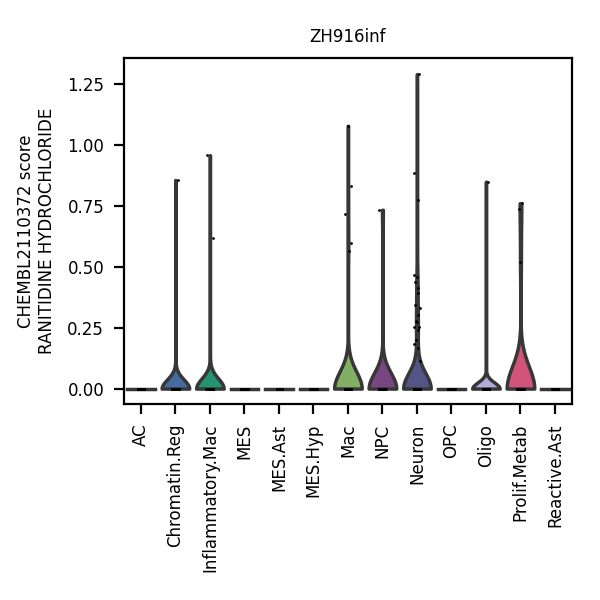 ZH916inf
CHEMBL2110372 score
RANITIDINE HYDROCHLORIDE
1.25
1.00
0.75
0.50
0.25
0.00
AC
Chromatin.Reg
Inflammatory.Mac
MES
MES.Ast
MES.Hyp
Mac
NPC
Neuron
OPC
Oligo
Prolif.Metab
Reactive.Ast